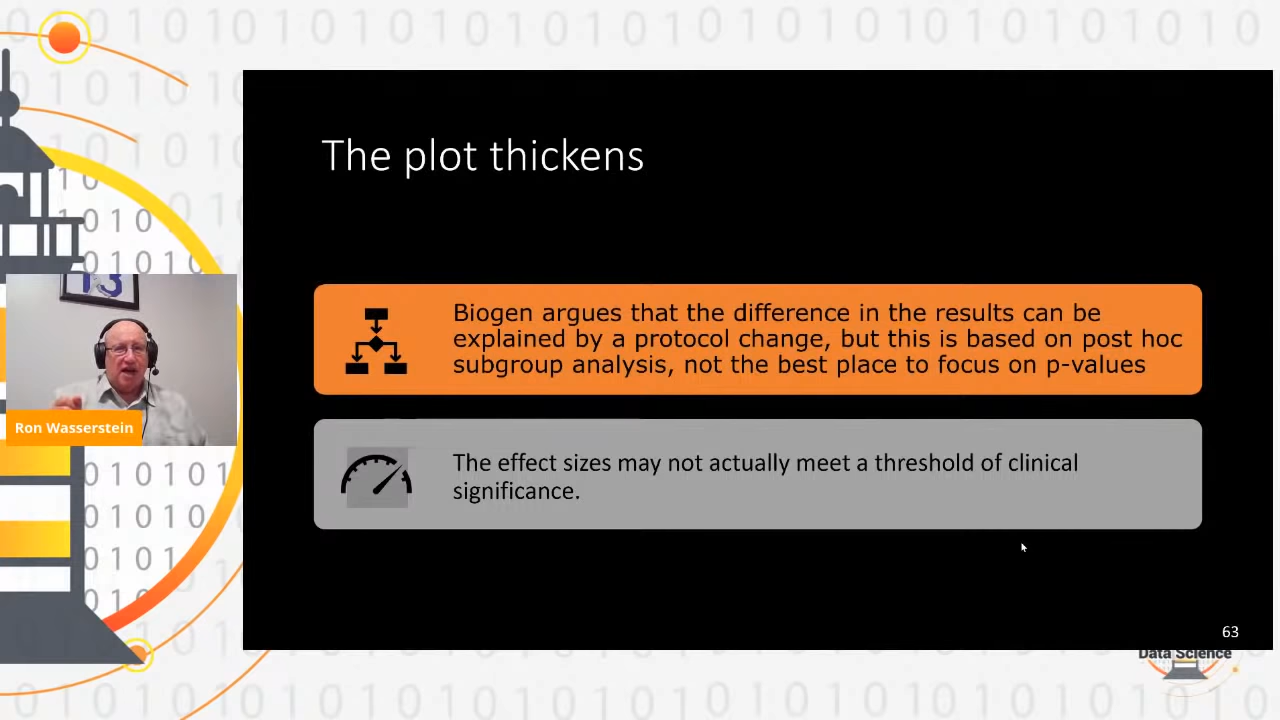 The plot thickens
Biogen argues that the difference in the results can be
explained by a protocol change, but this is based on post hoc
subgroup analysis, not the best place to focus on p-values
The effect sizes may not actually meet a threshold of clinical
significance.
63
13
Ron Wasserstein
Data Science